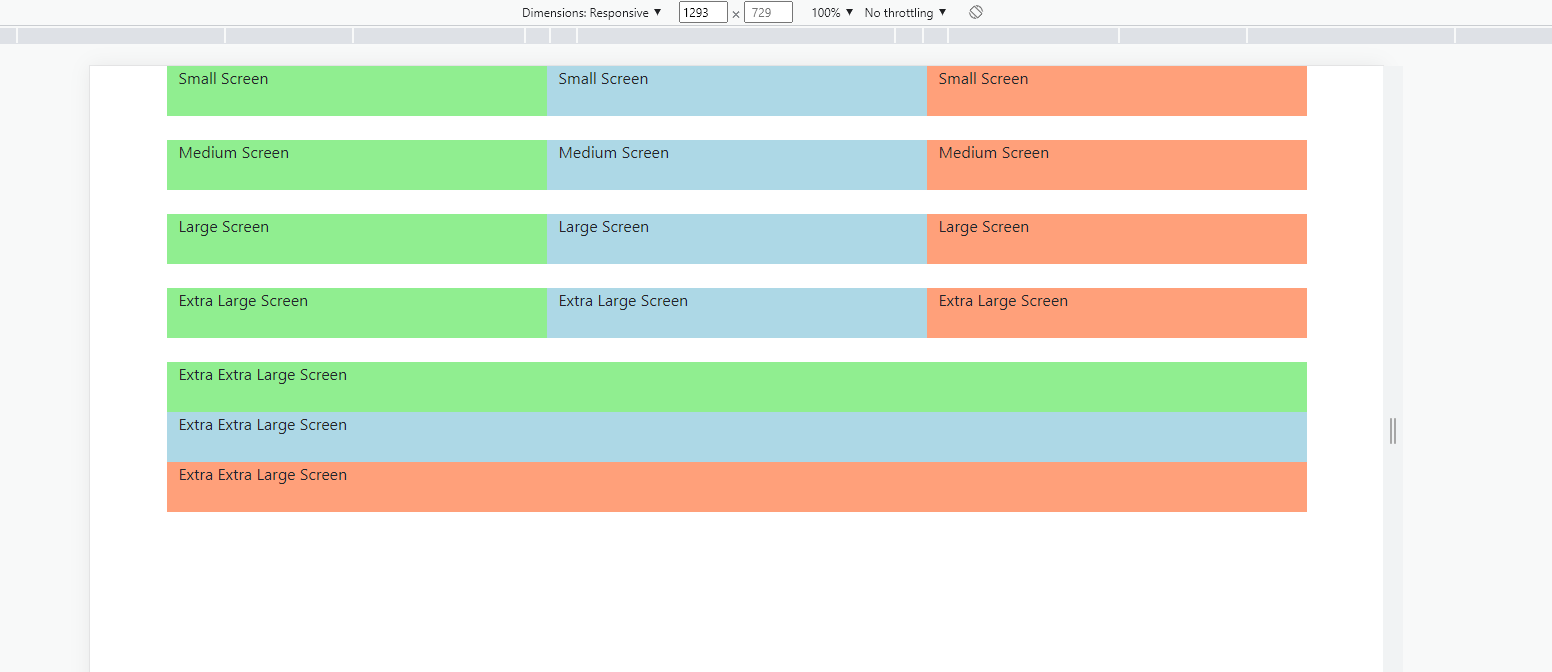 Dimensions: Responsive ▼ 1293 × 729 100% ▼ No throttling ▼
Small Screen Small Screen Small Screen
Medium Screen Medium Screen Medium Screen
Large Screen Large Screen Large Screen
Extra Large Screen Extra Large Screen Extra Large Screen
Extra Extra Large Screen
Extra Extra Large Screen
Extra Extra Large Screen